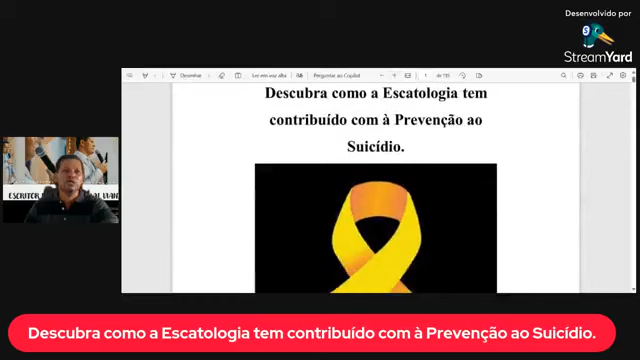 Desenvolvido por
StreamYard
Desenhar
Ler em voz alta
Perguntar ao Copilot
1
de 195
Descubra como a Escatologia tem
contribuído com à Prevenção ao
Suicídio.
Descubra como a Escatologia tem contribuído com à Prevenção ao Suicídio.